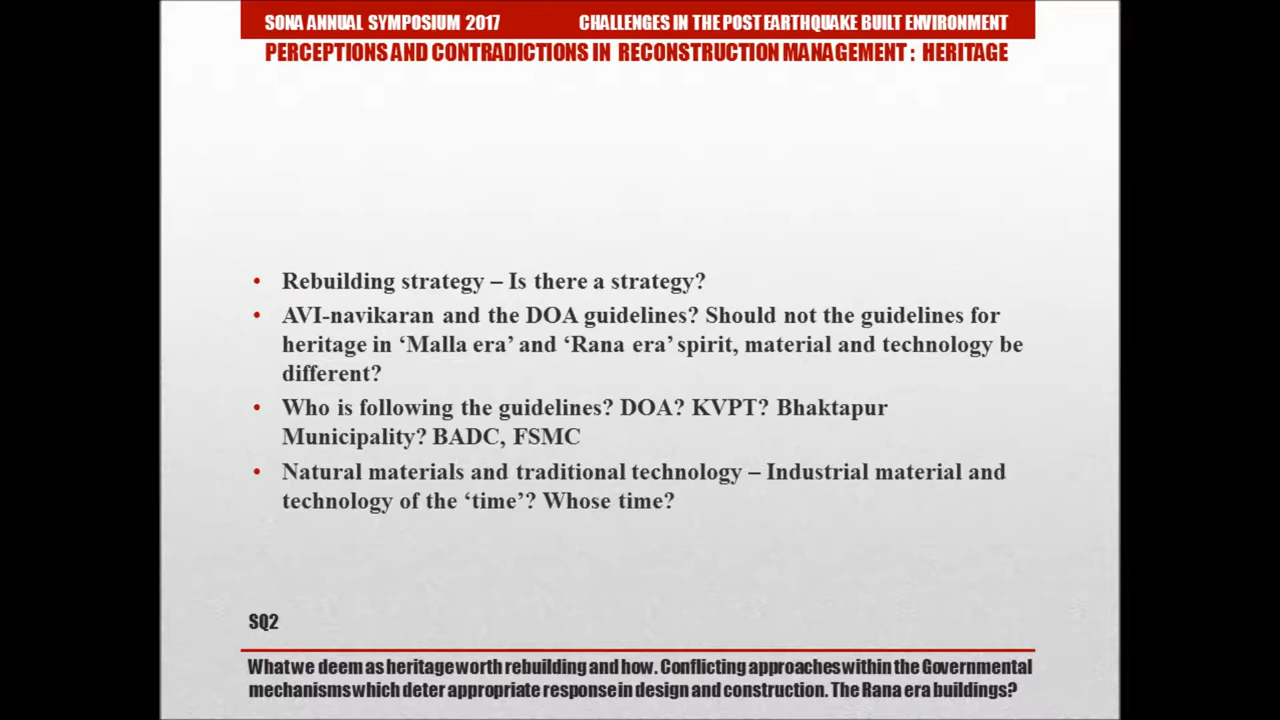 SONA ANNUAL SYMPOSIUM 2017 CHALLENGES IN THE POST EARTHQUAKE BUILT ENVIRONMENT
PERCEPTIONS AND CONTRADICTIONS IN RECONSTRUCTION MANAGEMENT : HERITAGE
• Rebuilding strategy – Is there a strategy?
• AVI-navikaran and the DOA guidelines? Should not the guidelines for
heritage in ‘Malla era’ and ‘Rana era’ spirit, material and technology be
different?
• Who is following the guidelines? DOA? KVPT? Bhaktapur
Municipality? BADC, FSMC
• Natural materials and traditional technology – Industrial material and
technology of the ‘time’? Whose time?
SQ2
What we deem as heritage worth rebuilding and how. Conflicting approaches within the Governmental
mechanisms which deter appropriate response in design and construction. The Rana era buildings?